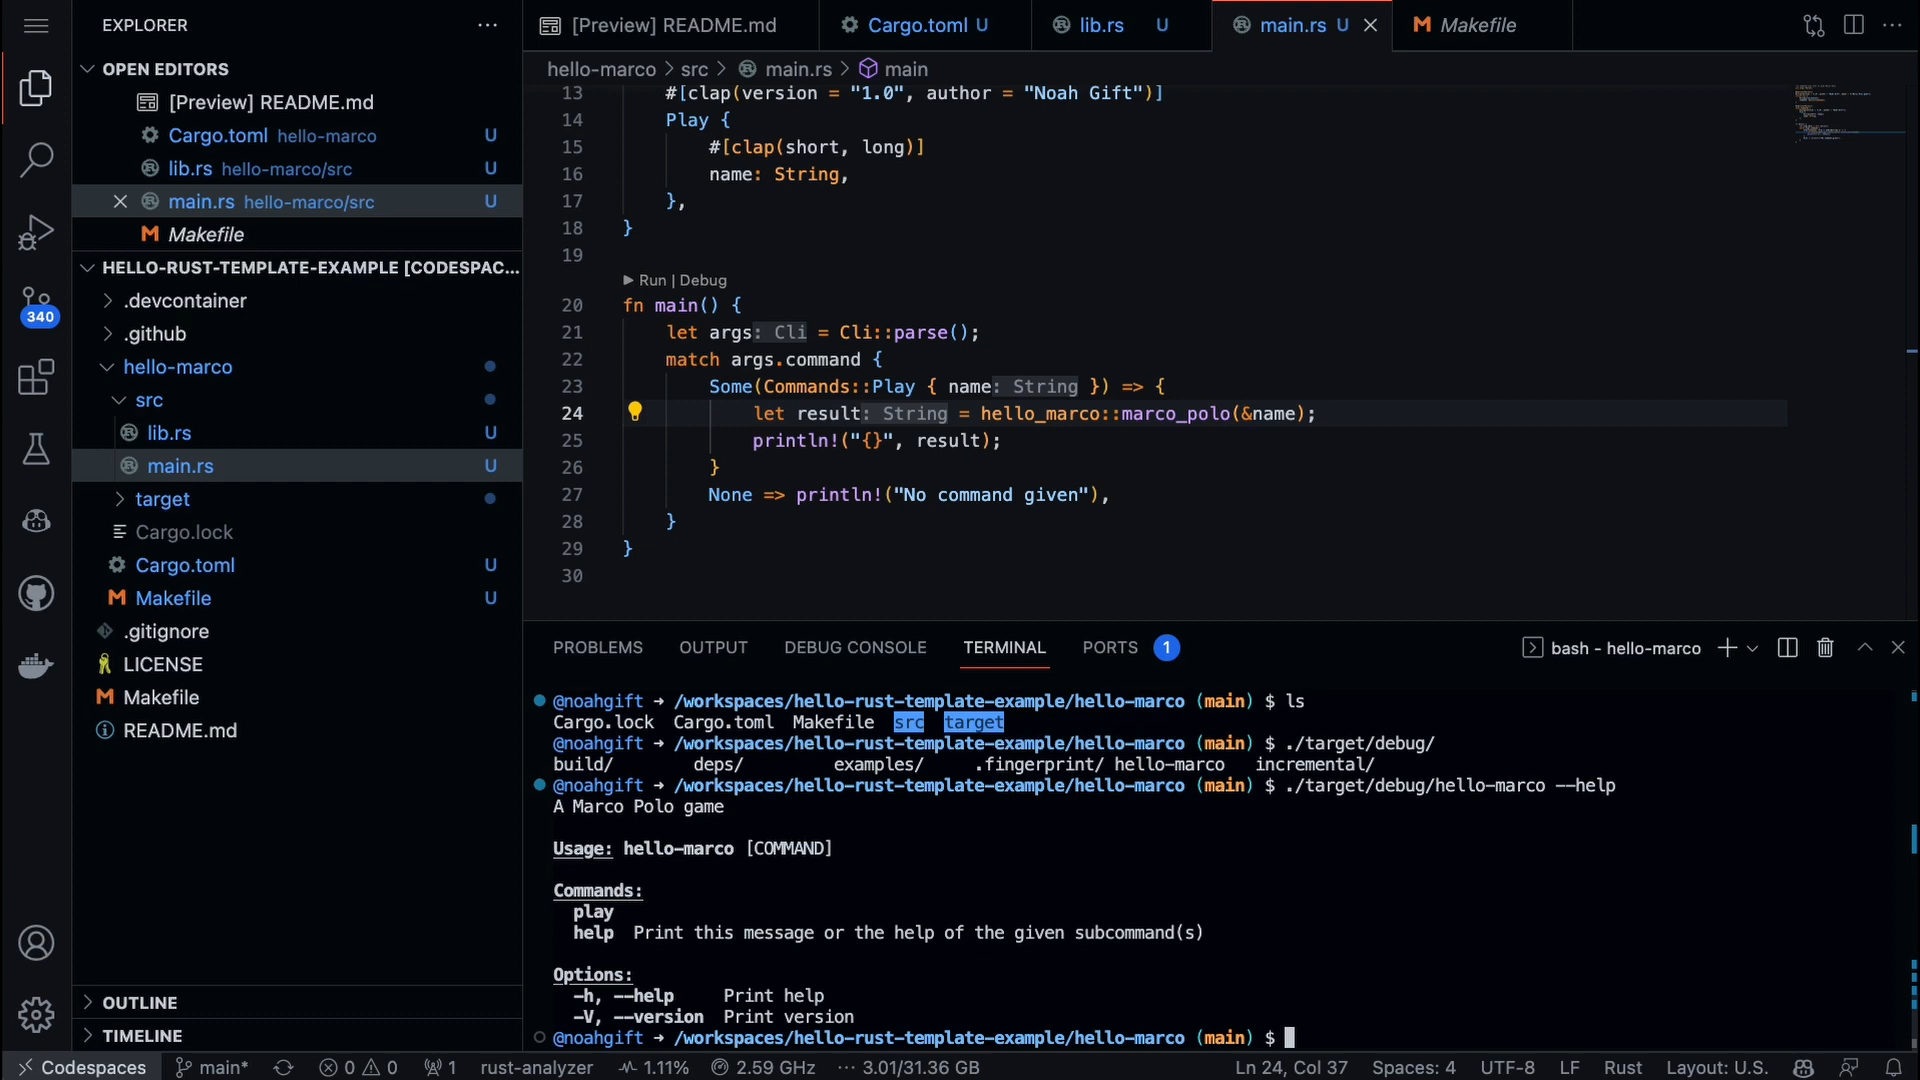 EXPLORER
OPEN EDITORS
[Preview] README.md
Cargo.toml hello-marco U
lib.rs hello-marco/src U
main.rs hello-marco/src U
Makefile
HELLO-RUST-TEMPLATE-EXAMPLE [CODESPAC...
.devcontainer
.github
340
hello-marco
src
lib.rs U
main.rs U
target
Cargo.lock
Cargo.toml U
Makefile U
.gitignore
LICENSE
Makefile
README.md
OUTLINE
TIMELINE
[Preview] README.md
Cargo.toml U
lib.rs U
main.rs U
Makefile
hello-marco > src > main.rs > main
13 #[clap(version = "1.0", author = "Noah Gift")]
14 Play {
15 #[clap(short, long)]
16 name: String,
17 },
18 }
19
Run | Debug
20 fn main() {
21 let args: Cli = Cli::parse();
22 match args.command {
23 Some(Commands::Play { name: String }) => {
24 let result: String = hello_marco::marco_polo(&name);
25 println!("{}", result);
26 }
27 None => println!("No command given"),
28 }
29 }
30
PROBLEMS OUTPUT DEBUG CONSOLE TERMINAL PORTS 1
bash - hello-marco
@noahgift → /workspaces/hello-rust-template-example/hello-marco (main) $ ls
Cargo.lock Cargo.toml Makefile src target
@noahgift → /workspaces/hello-rust-template-example/hello-marco (main) $ ./target/debug/
build/ deps/ examples/ .fingerprint/ hello-marco incremental/
@noahgift → /workspaces/hello-rust-template-example/hello-marco (main) $ ./target/debug/hello-marco --help
A Marco Polo game
Usage: hello-marco [COMMAND]
Commands:
play
help Print this message or the help of the given subcommand(s)
Options:
-h, --help Print help
-V, --version Print version
@noahgift → /workspaces/hello-rust-template-example/hello-marco (main) $
Codespaces main* 0 0 1 rust-analyzer 1.11% 2.59 GHz 3.01/31.36 GB Ln 24, Col 37 Spaces: 4 UTF-8 LF Rust Layout: U.S.